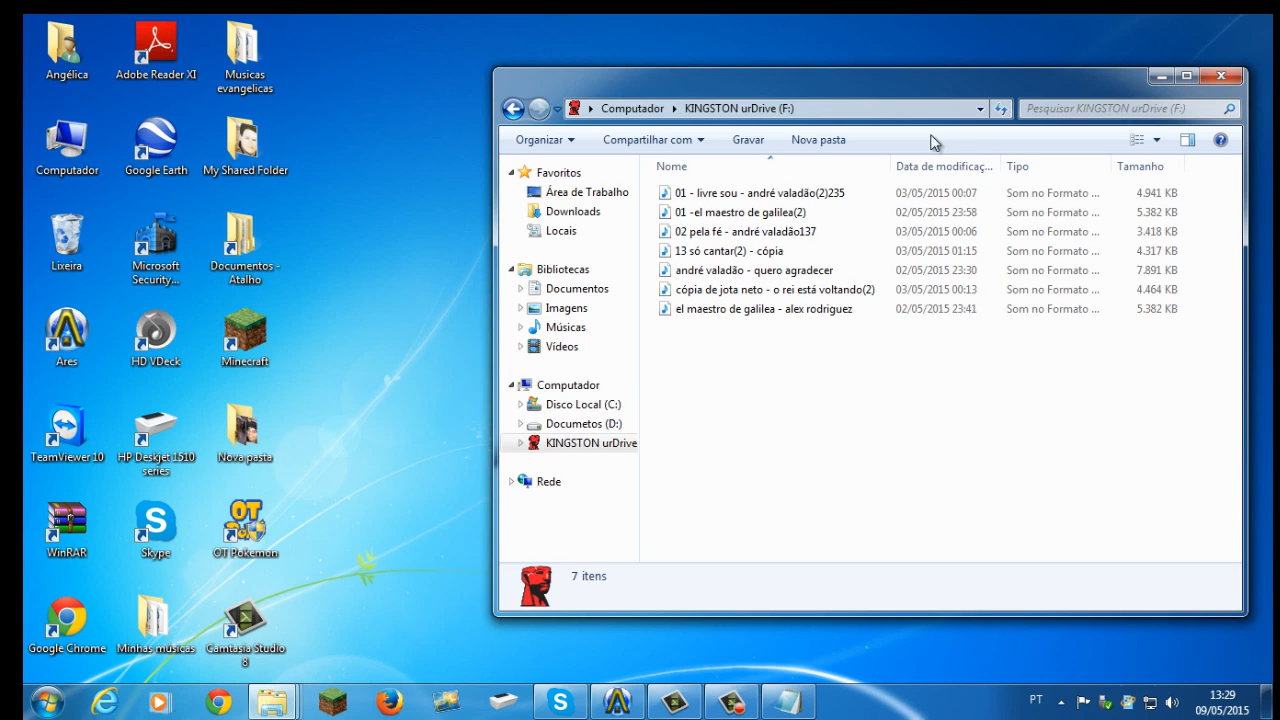 Angélica
Adobe Reader XI
Musicas evangelicas
Computador
Google Earth
My Shared Folder
Lixeira
Microsoft Security...
Documentos - Atalho
Ares
HD VDeck
Minecraft
TeamViewer 10
HP Deskjet 1510 series
Nova pasta
WinRAR
Skype
OT Pokemon
Google Chrome
Minhas músicas
Camtasia Studio 8
Computador
KINGSTON urDrive (F:)
Pesquisar KINGSTON urDrive (F:)
Organizar
Compartilhar com
Gravar
Nova pasta
Favoritos
Área de Trabalho
Downloads
Locais
Bibliotecas
Documentos
Imagens
Músicas
Vídeos
Computador
Disco Local (C:)
Documetos (D:)
KINGSTON urDrive
Rede
Nome Data de modificaç... Tipo Tamanho
01 - livre sou - andré valadão(2)235 03/05/2015 00:07 Som no Formato ... 4.941 KB
01 -el maestro de galilea(2) 02/05/2015 23:58 Som no Formato ... 5.382 KB
02 pela fé - andré valadão137 03/05/2015 00:06 Som no Formato ... 3.418 KB
13 só cantar(2) - cópia 03/05/2015 01:15 Som no Formato ... 4.317 KB
andré valadão - quero agradecer 02/05/2015 23:30 Som no Formato ... 7.891 KB
cópia de jota neto - o rei está voltando(2) 03/05/2015 00:13 Som no Formato ... 4.464 KB
el maestro de galilea - alex rodriguez 02/05/2015 23:41 Som no Formato ... 5.382 KB
7 itens
PT
13:29
09/05/2015